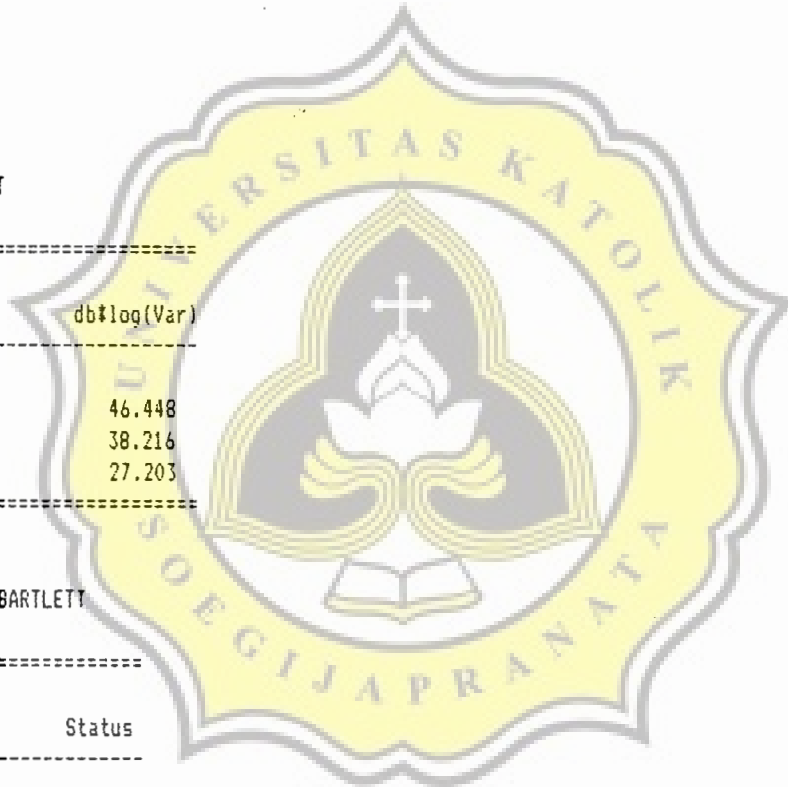 ==================
db‡log(Var)
------------------
46.448
38.216
27.203
==================
BARTLETT
=============
Status
-------------
UNIVERSITAS KATOLIK
SOEGIJAPRANATA